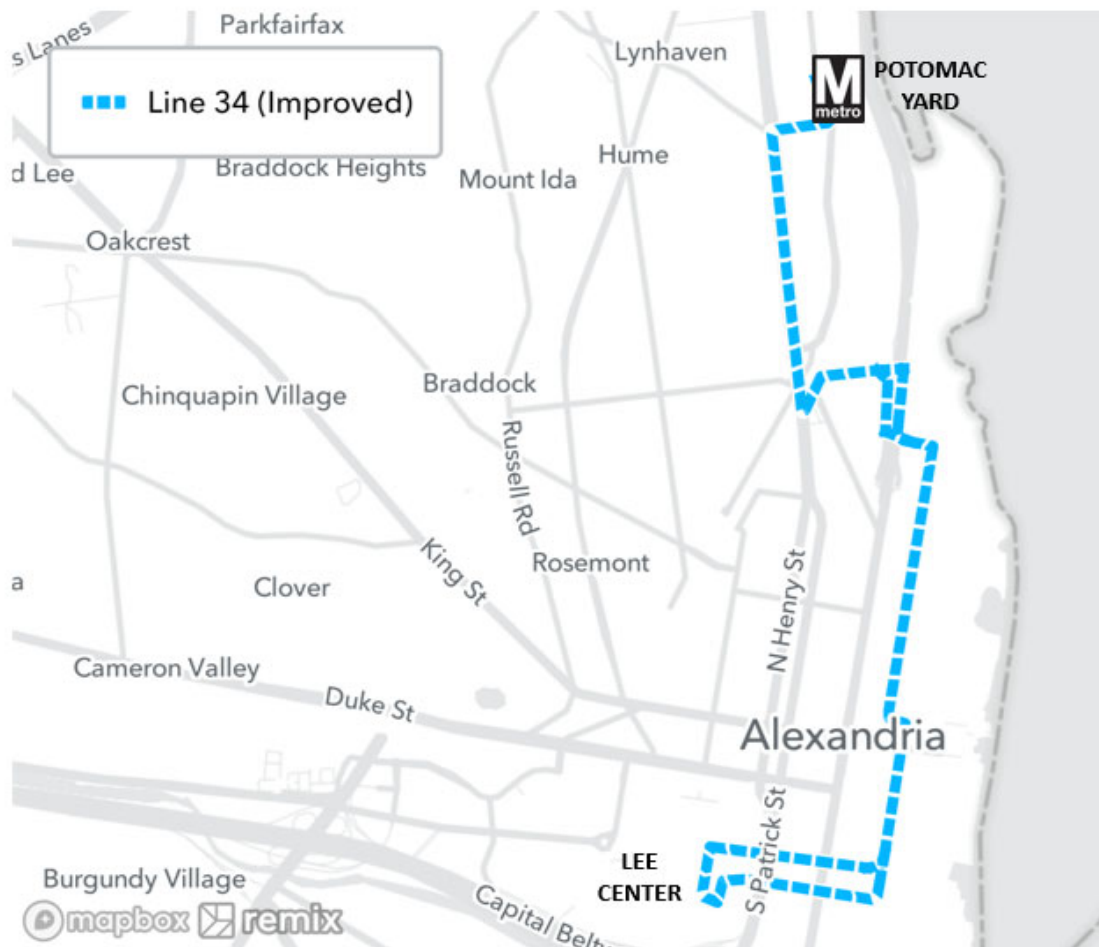 Parkfairfax
s Lanes
Lynhaven
M
metro
POTOMAC
YARD
Line 34 (Improved)
Hume
d Lee
Braddock Heights
Mount Ida
Oakcrest
Braddock
Chinquapin Village
Russell Rd
King St
Rosemont
a
Clover
N Henry St
Cameron Valley
Duke St
Alexandria
S Patrick St
LEE
CENTER
Burgundy Village
Capital Belt
mapbox remix